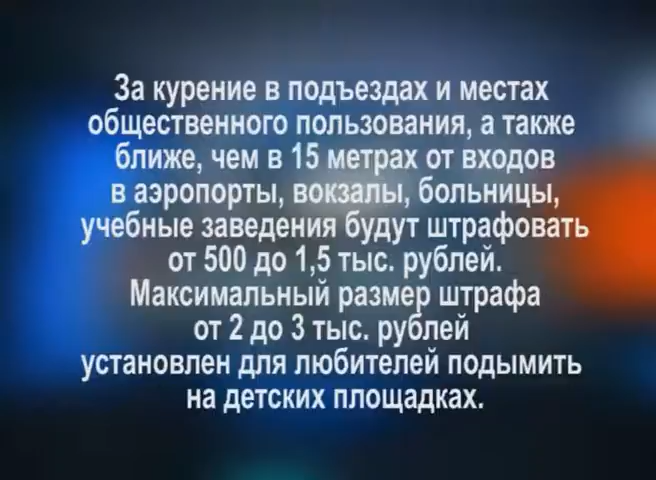 За курение в подъездах и местах
общественного пользования, а также
ближе, чем в 15 метрах от входов
в аэропорты, вокзалы, больницы,
учебные заведения будут штрафовать
от 500 до 1,5 тыс. рублей.
Максимальный размер штрафа
от 2 до 3 тыс. рублей
установлен для любителей подымить
на детских площадках.